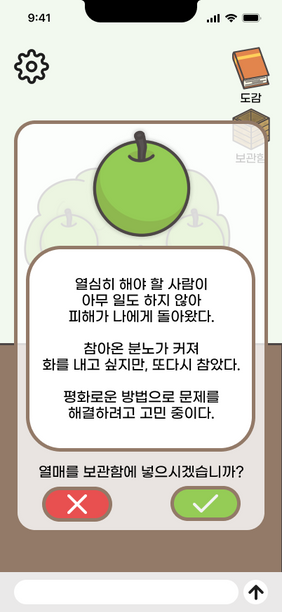 9:41
도감
보관함
열심히 해야 할 사람이
아무 일도 하지 않아
피해가 나에게 돌아왔다.
참아온 분노가 커져
화를 내고 싶지만, 또다시 참았다.
평화로운 방법으로 문제를
해결하려고 고민 중이다.
열매를 보관함에 넣으시겠습니까?